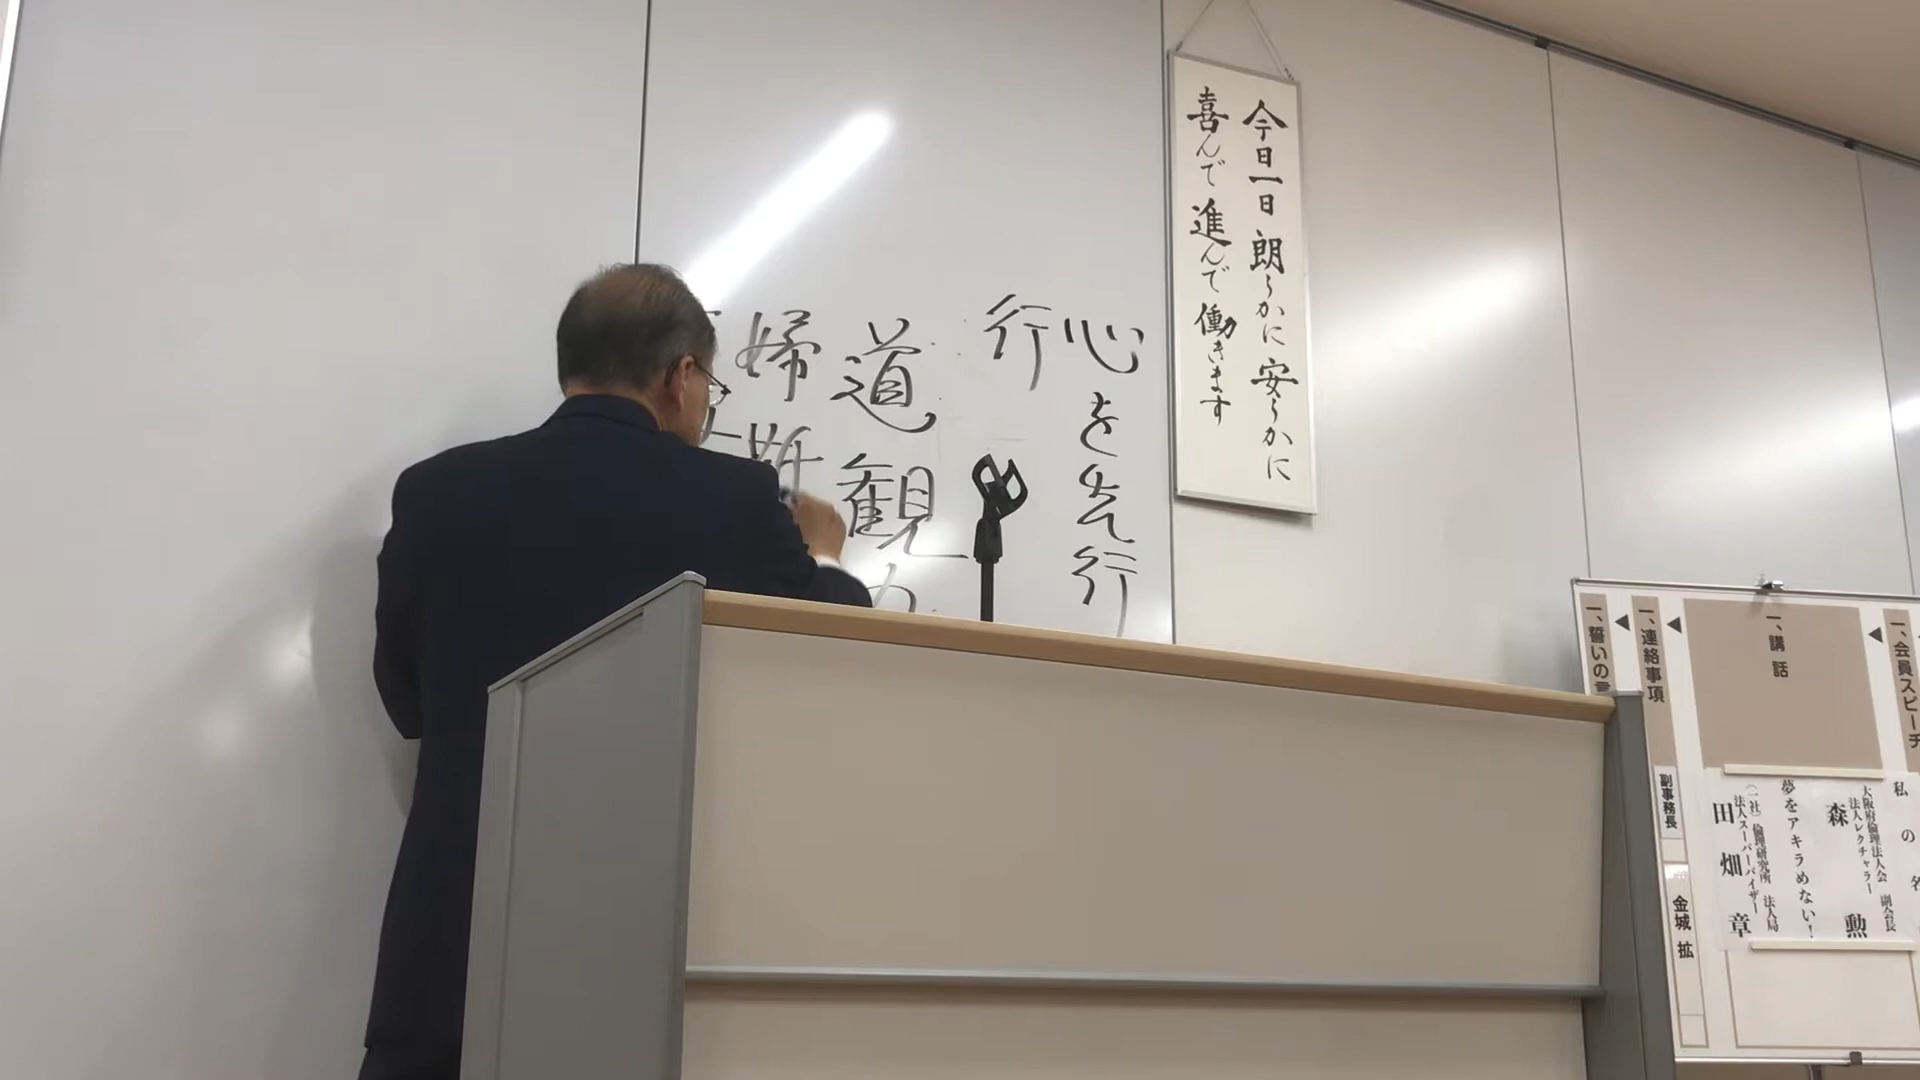 今日一日 朗らかに 安らかに
喜んで 進んで 働きます
心を先行
行
道観
婦
一、会員スピーチ
私の名
一、講話
大阪府倫理法人会 副会長
法人レクチャラー
森 勲
夢をアキラめない！
（一社）倫理研究所 法人局
法人スーパーバイザー
田畑 章
一、連絡事項
副事務長
金城 拡
一、誓いの言